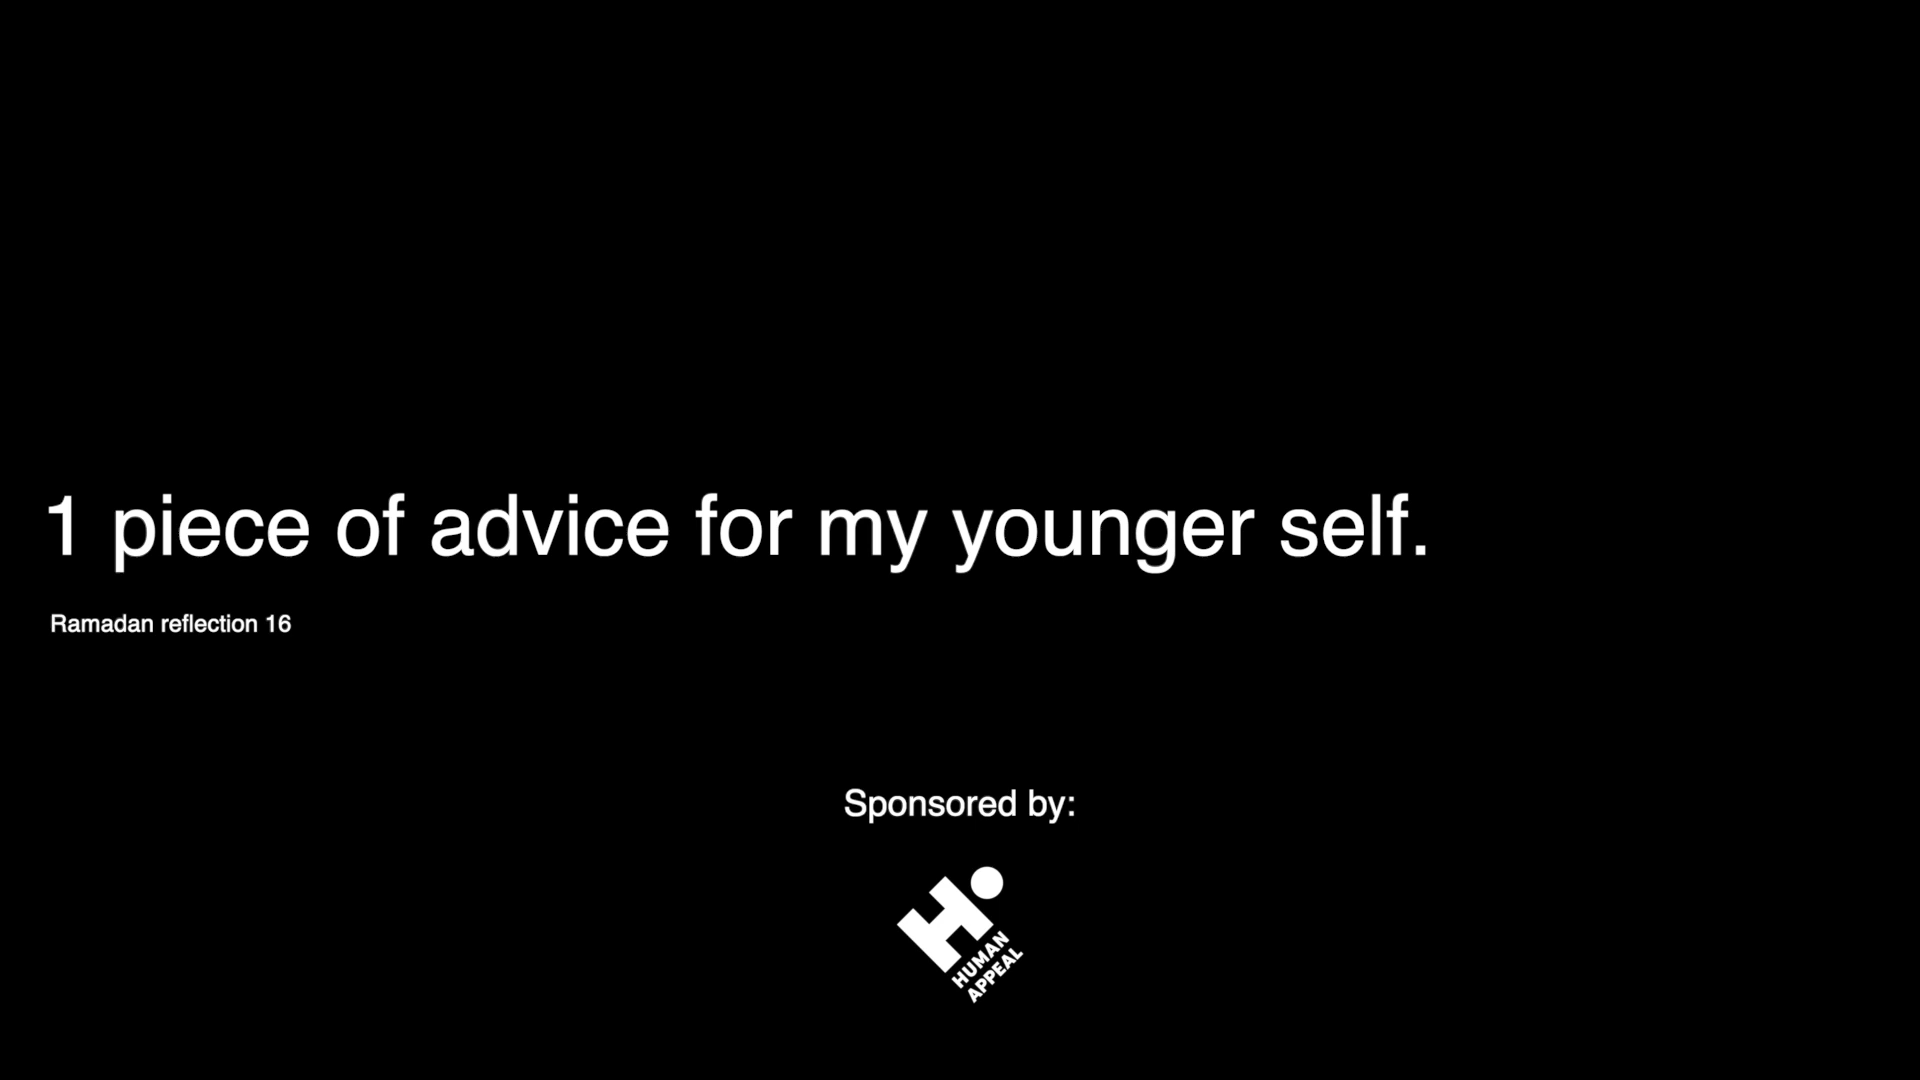 1 piece of advice for my younger self.
Ramadan reflection 16
Sponsored by:
H
HUMAN
APPEAL